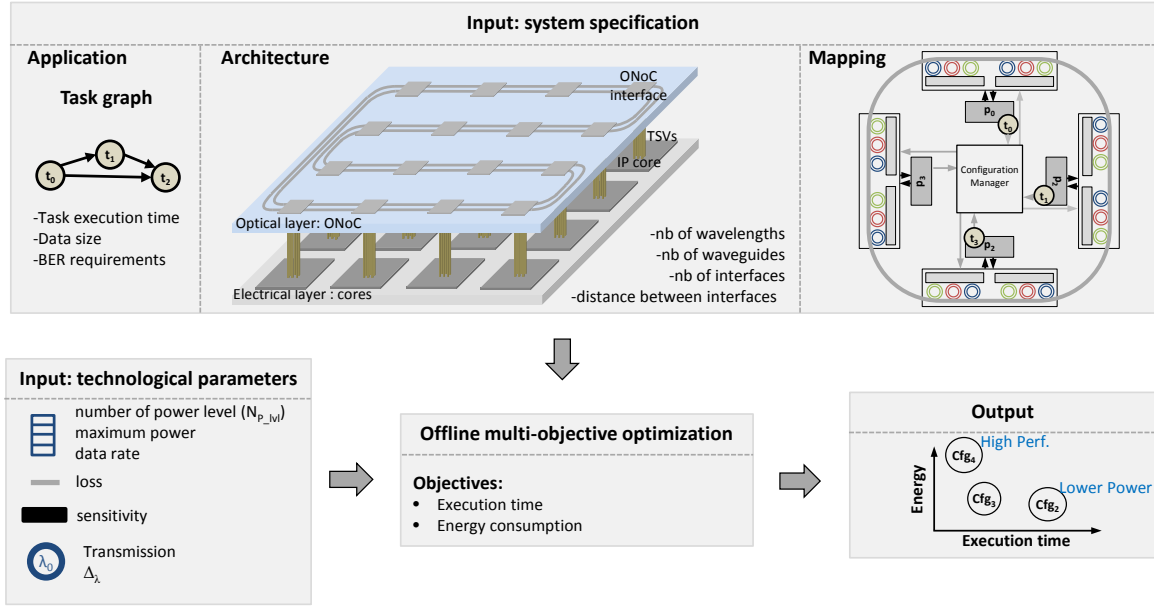 Input: system specification
Application
Task graph
t0
t1
t2
-Task execution time
-Data size
-BER requirements
Architecture
ONoC
interface
TSVs
IP core
Optical layer: ONoC
Electrical layer : cores
-nb of wavelengths
-nb of waveguides
-nb of interfaces
-distance between interfaces
Mapping
p0
t0
p3
Configuration
Manager
p2
t1
t3
p2
Input: technological parameters
number of power level (NP_lvl)
maximum power
data rate
loss
sensitivity
λ0
Transmission
Δλ
Offline multi-objective optimization
Objectives:
• Execution time
• Energy consumption
Output
High Perf.
Cfg4
Lower Power
Cfg3
Cfg2
Energy
Execution time